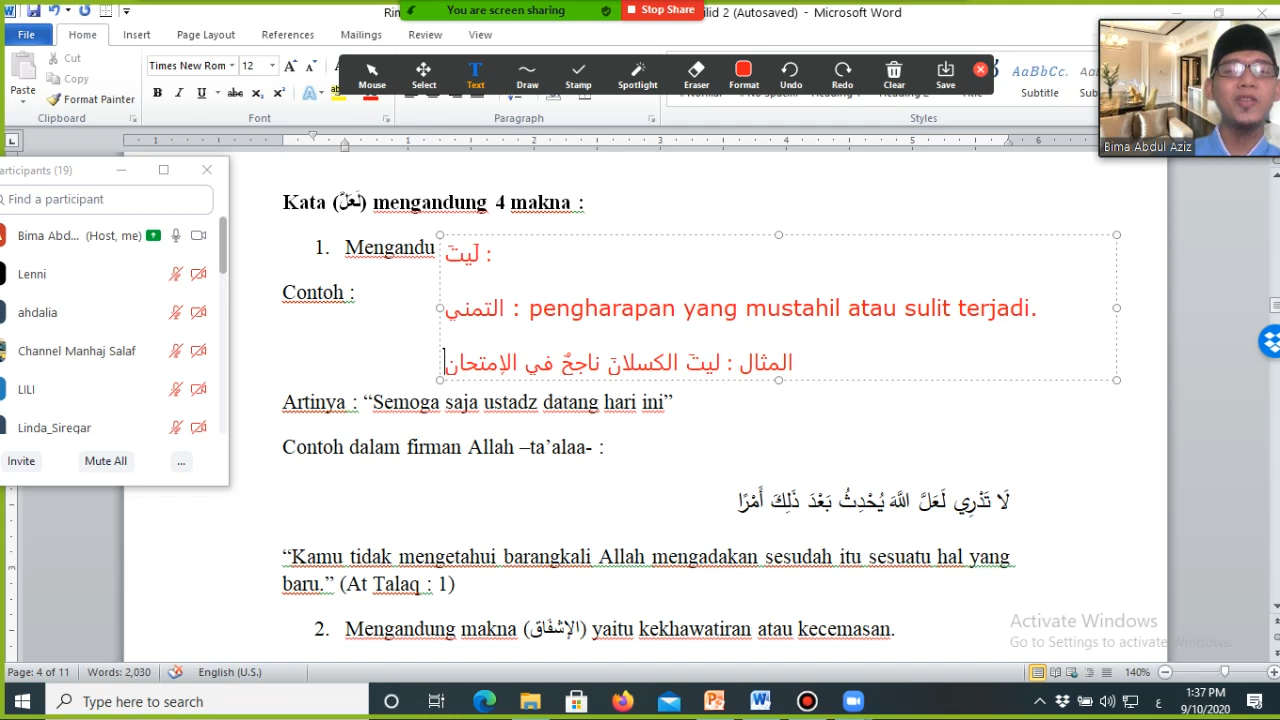 You are screen sharing
Stop Share
(Autosaved) - Microsoft Word
File Home Insert Page Layout References Mailings Review View
Paste
Cut
Copy
Format Painter
Clipboard
Times New Rom 12
Font
Paragraph
Styles
Mouse Select Text Draw Stamp Spotlight Eraser Format Undo Redo Clear Save
AaBbCc.
Subtitle
Bima Abdul Aziz
articipants (19)
Find a participant
Bima Abd... (Host, me)
Lenni
ahdalia
Channel Manhaj Salaf
LILI
Linda_Siregar
Invite
Mute All
...
Kata (لَعَلَّ) mengandung 4 makna :
1. Mengandu
ليتَ :
Contoh :
التمني : pengharapan yang mustahil atau sulit terjadi.
المثال : ليتَ الكسلانَ ناجحٌ في الإمتحان
Artinya : “Semoga saja ustadz datang hari ini”
Contoh dalam firman Allah –ta’alaa- :
لَا تَدْرِي لَعَلَّ اللَّهَ يُحْدِثُ بَعْدَ ذَلِكَ أَمْرًا
“Kamu tidak mengetahui barangkali Allah mengadakan sesudah itu sesuatu hal yang
baru.” (At Talaq : 1)
2. Mengandung makna (الإشْفَاق) yaitu kekhawatiran atau kecemasan.
Activate Windows
Go to Settings to activate Windows.
Page: 4 of 11
Words: 2,030
English (U.S.)
140%
Type here to search
ع
1:37 PM
9/10/2020